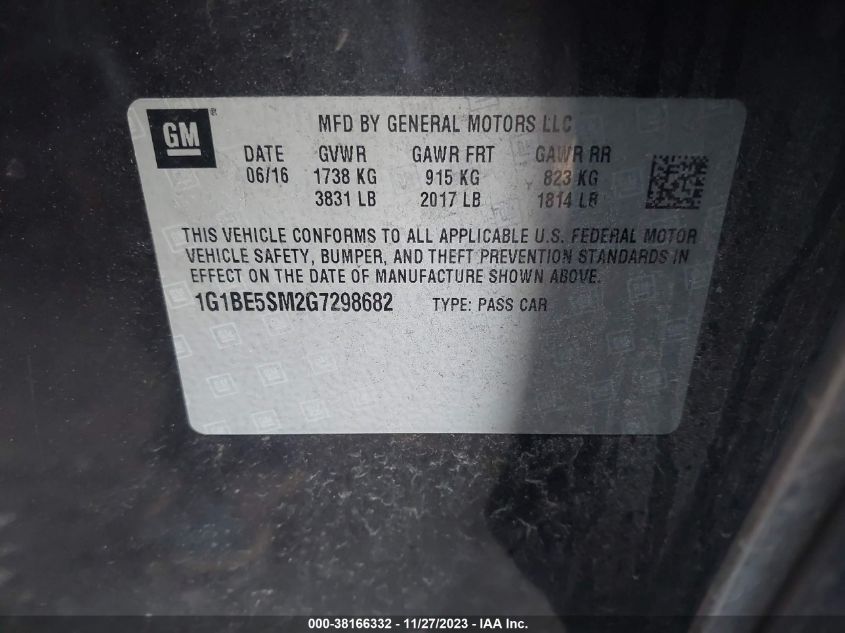 GM®
MFD BY GENERAL MOTORS LLC
DATE GVWR GAWR FRT GAWR RR
06/16 1738 KG 915 KG 823 KG
3831 LB 2017 LB 1814 LB
THIS VEHICLE CONFORMS TO ALL APPLICABLE U.S. FEDERAL MOTOR
VEHICLE SAFETY, BUMPER, AND THEFT PREVENTION STANDARDS IN
EFFECT ON THE DATE OF MANUFACTURE SHOWN ABOVE.
1G1BE5SM2G7298682 TYPE: PASS CAR
000-38166332 - 11/27/2023 - IAA Inc.